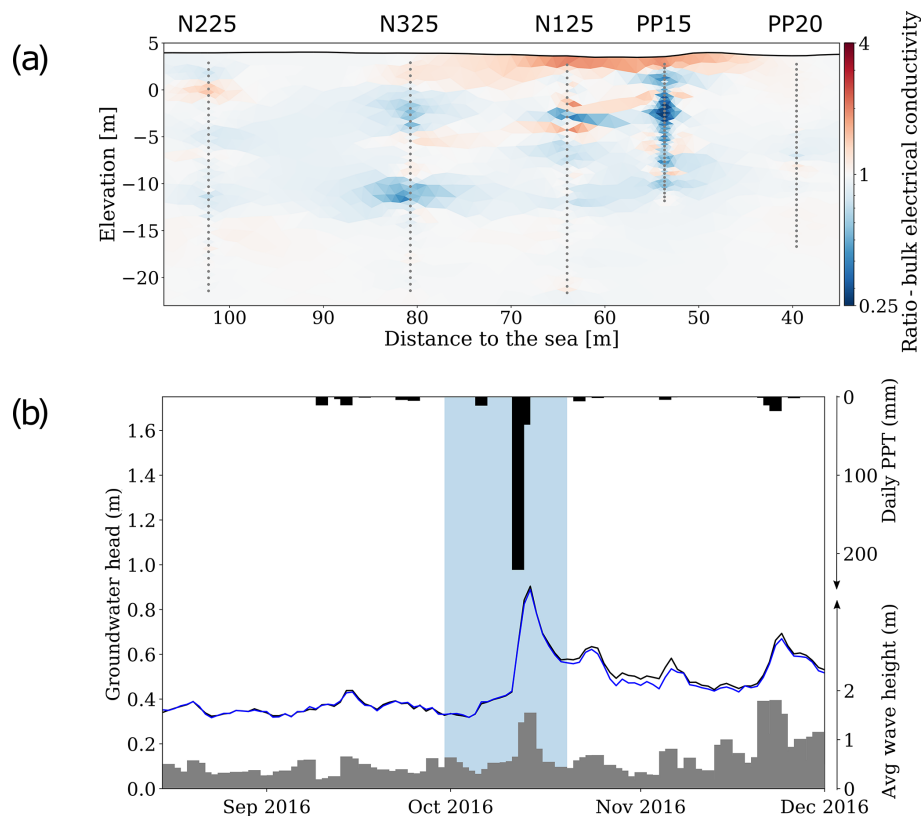 (a)
N225 N325 N125 PP15 PP20
5
0
−5
−10
−15
−20
Elevation [m]
100 90 80 70 60 50 40
Distance to the sea [m]
4
1
0.25
Ratio - bulk electrical conductivity
(b)
1.6
1.4
1.2
1.0
0.8
0.6
0.4
0.2
0.0
Groundwater head (m)
0
100
200
Daily PPT (mm)
2
1
0
Avg wave height (m)
Sep 2016 Oct 2016 Nov 2016 Dec 2016